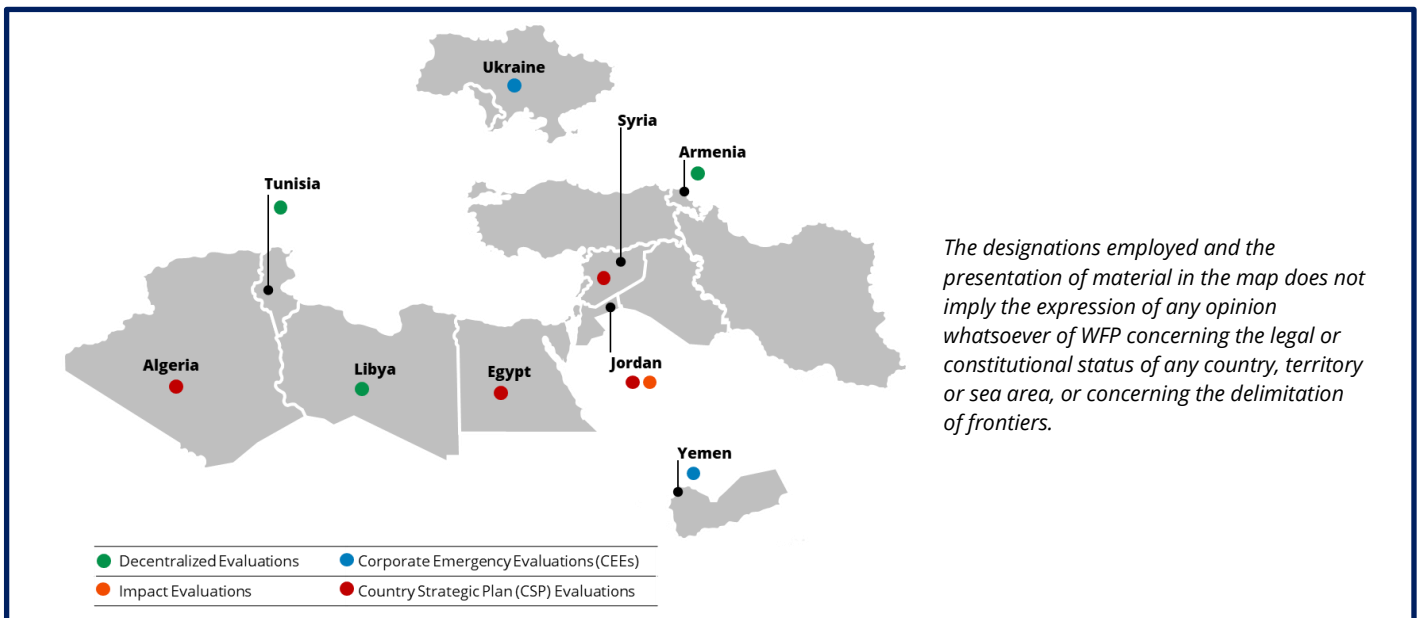 Ukraine
Syria
Armenia
Tunisia
Algeria
Libya
Egypt
Jordan
Yemen
The designations employed and the
presentation of material in the map does not
imply the expression of any opinion
whatsoever of WFP concerning the legal or
constitutional status of any country, territory
or sea area, or concerning the delimitation
of frontiers.
Decentralized Evaluations
Corporate Emergency Evaluations (CEEs)
Impact Evaluations
Country Strategic Plan (CSP) Evaluations